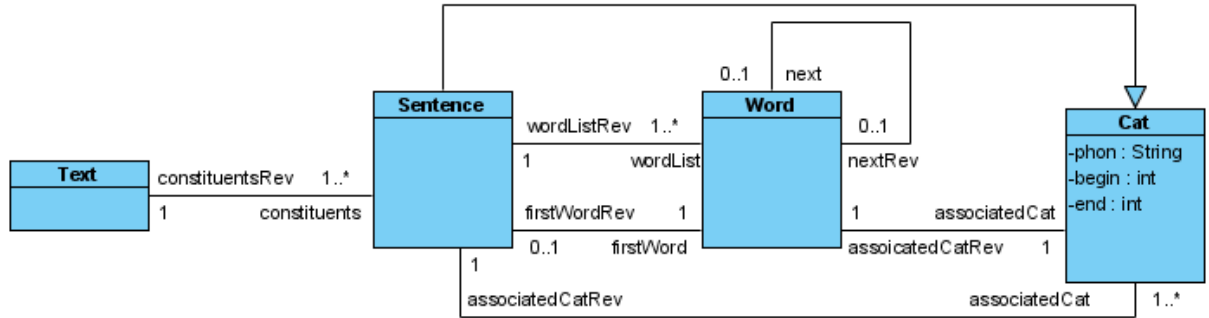 0..1 next
Sentence
Word
Cat
wordListRev 1..*
0..1
-phon : String
Text
constituentsRev 1..*
1 wordList
nextRev
-begin : int
-end : int
1 constituents
firstWordRev 1
1 associatedCat
0..1 firstWord
assoicatedCatRev 1
1
associatedCatRev
associatedCat 1..*